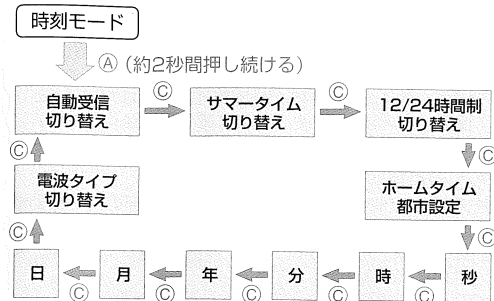 時刻モード
Ⓐ（約2秒間押し続ける）
自動受信
切り替え
Ⓒ
サマータイム
切り替え
Ⓒ
12/24時間制
切り替え
Ⓒ
ホームタイム
都市設定
Ⓒ
秒
Ⓒ
時
Ⓒ
分
Ⓒ
年
Ⓒ
月
Ⓒ
日
Ⓒ
電波タイプ
切り替え
Ⓒ